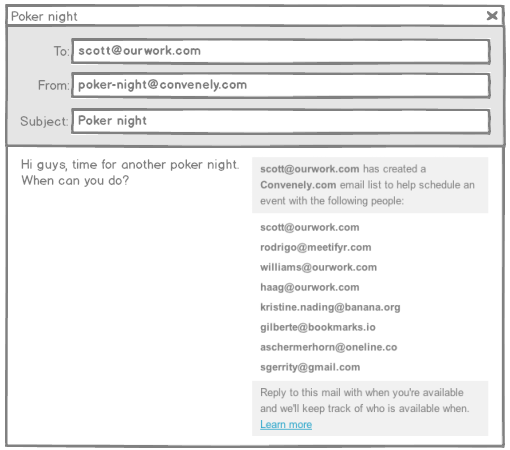 Poker night
To: scott@ourwork.com
From: poker-night@convenely.com
Subject: Poker night
Hi guys, time for another poker night.
When can you do?
scott@ourwork.com has created a
Convenely.com email list to help schedule an
event with the following people:
scott@ourwork.com
rodrigo@meetifyr.com
williams@ourwork.com
haag@ourwork.com
kristine.nading@banana.org
gilberte@bookmarks.io
aschermerhorn@oneline.co
sgerrity@gmail.com
Reply to this mail with when you're available
and we'll keep track of who is available when.
Learn more